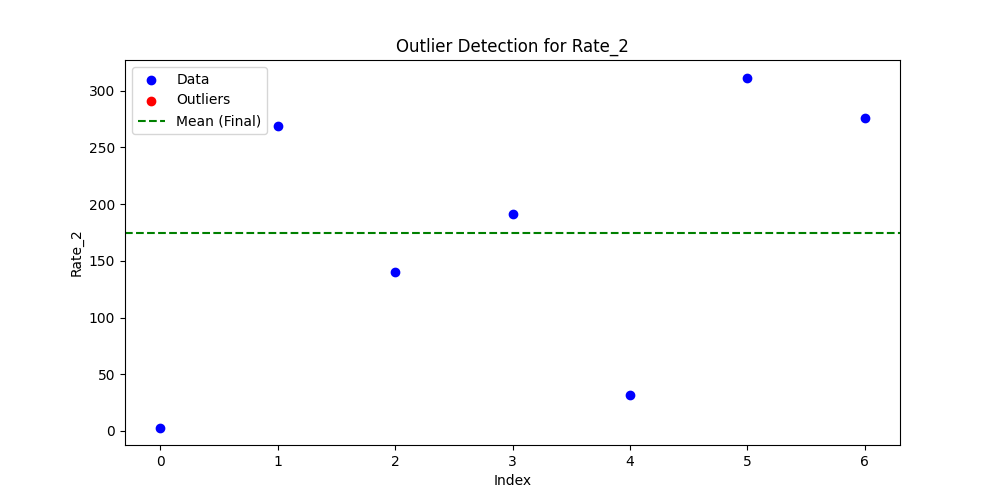 Outlier Detection for Rate_2
Data
Outliers
Mean (Final)
300
250
200
150
100
50
0
Rate_2
0 1 2 3 4 5 6
Index